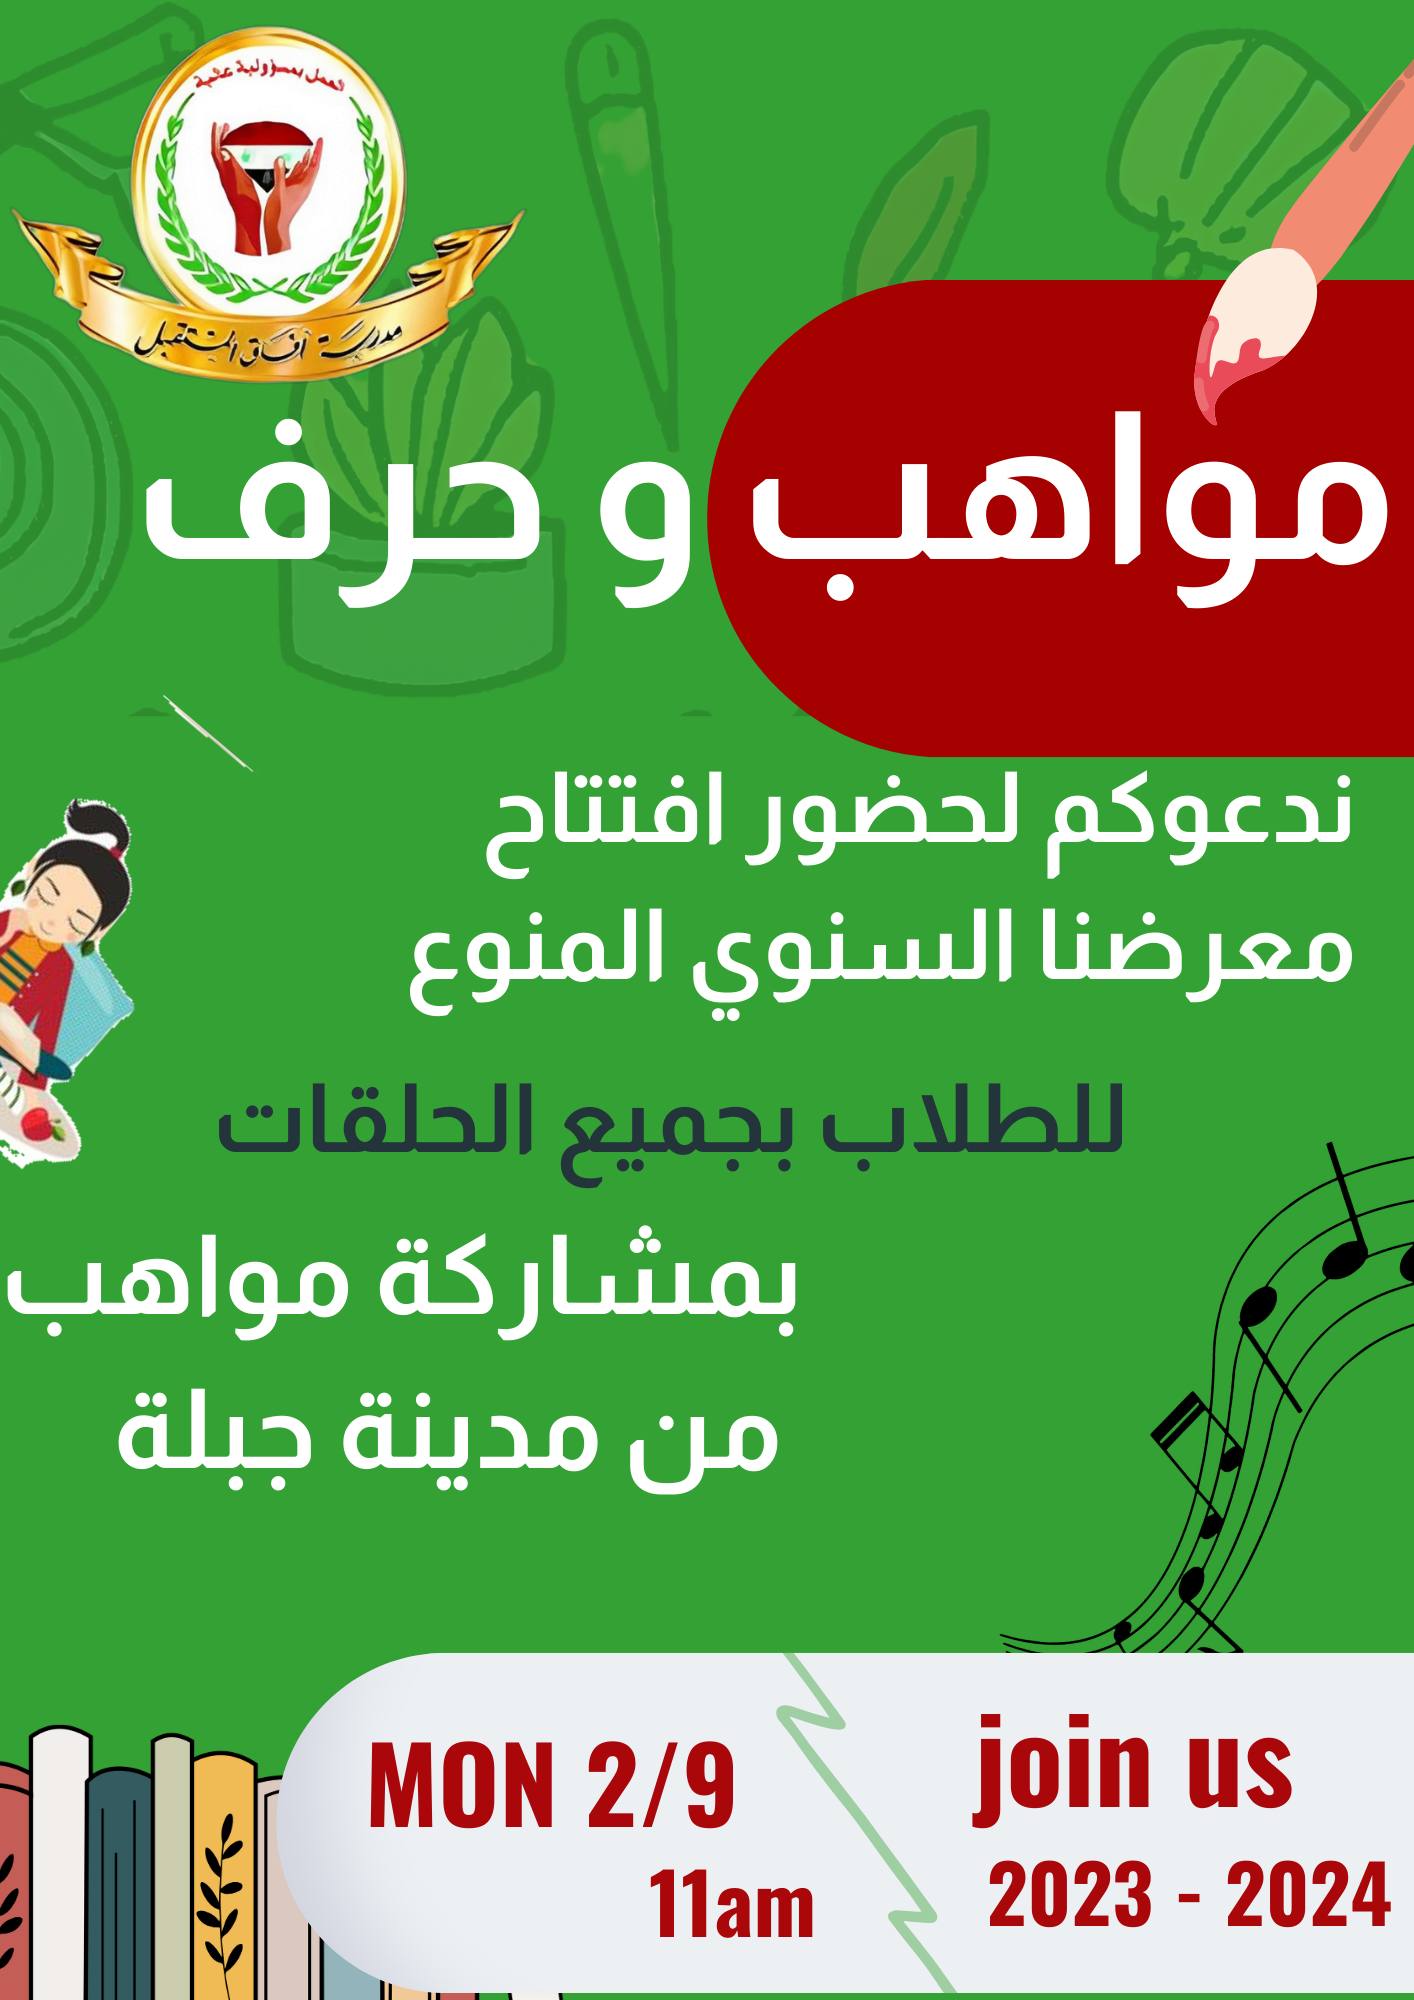 العمل بمسؤولية عالية
مدرسة آفاق المستقبل
مواهب و حرف
ندعوكم لحضور افتتاح
معرضنا السنوي المنوع
للطلاب بجميع الحلقات
بمشاركة مواهب
من مدينة جبلة
join us
2023 - 2024
MON 2/9
11am